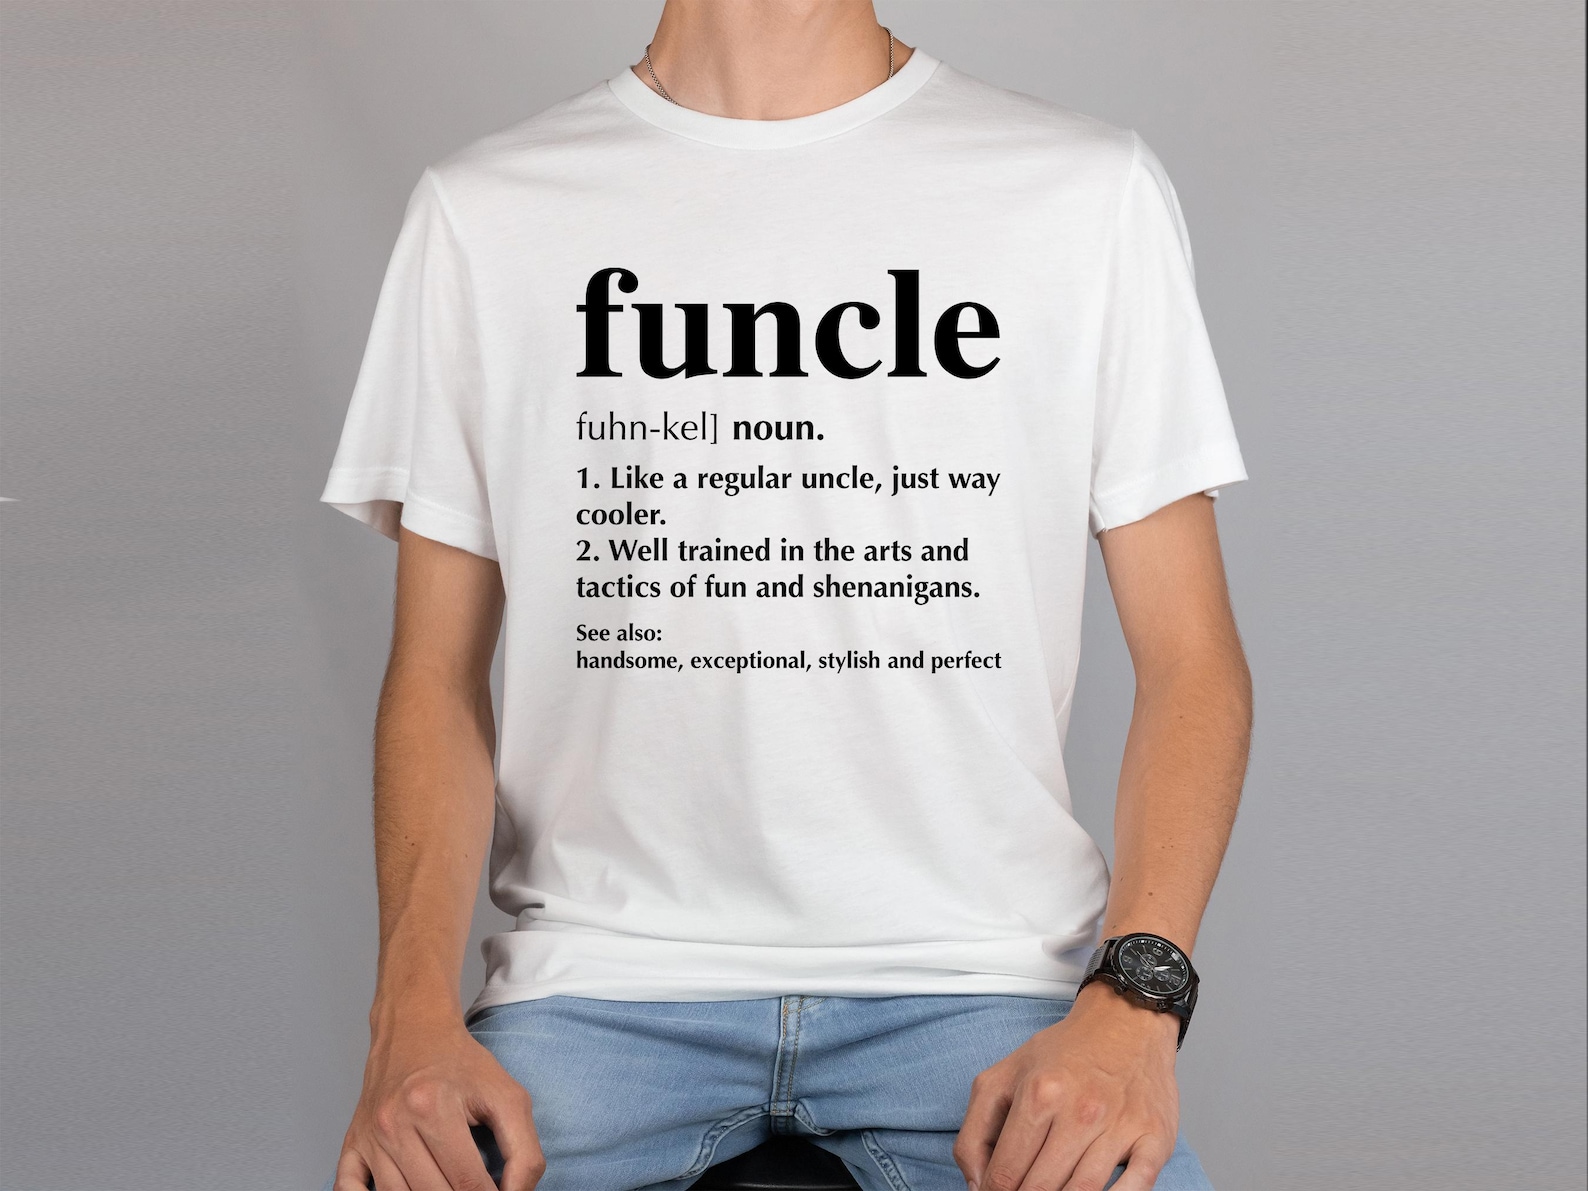 funcle
fuhn-kel] noun.
1. Like a regular uncle, just way
cooler.
2. Well trained in the arts and
tactics of fun and shenanigans.
See also:
handsome, exceptional, stylish and perfect